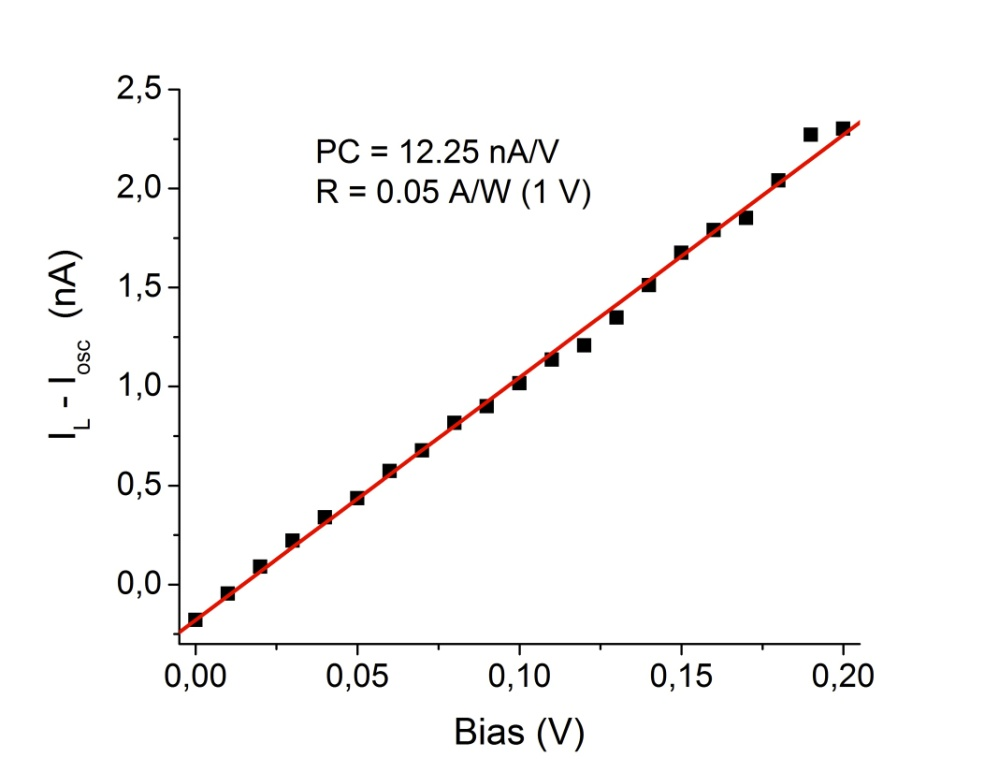 2,5
PC = 12.25 nA/V
R = 0.05 A/W (1 V)
2,0
1,5
1,0
0,5
0,0
I_L - I_osc (nA)
0,00 0,05 0,10 0,15 0,20
Bias (V)